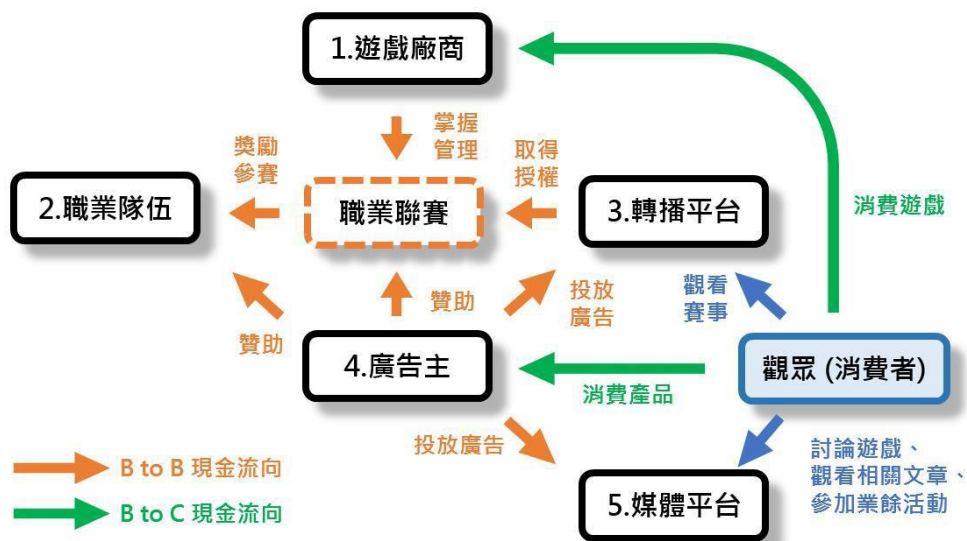 1.遊戲廠商
掌握
管理
獎勵
參賽
取得
授權
2.職業隊伍
職業聯賽
3.轉播平台
消費遊戲
贊助
贊助
投放
廣告
觀看
賽事
4.廣告主
觀眾 (消費者)
消費產品
投放廣告
討論遊戲、
觀看相關文章、
參加業餘活動
5.媒體平台
B to B 現金流向
B to C 現金流向